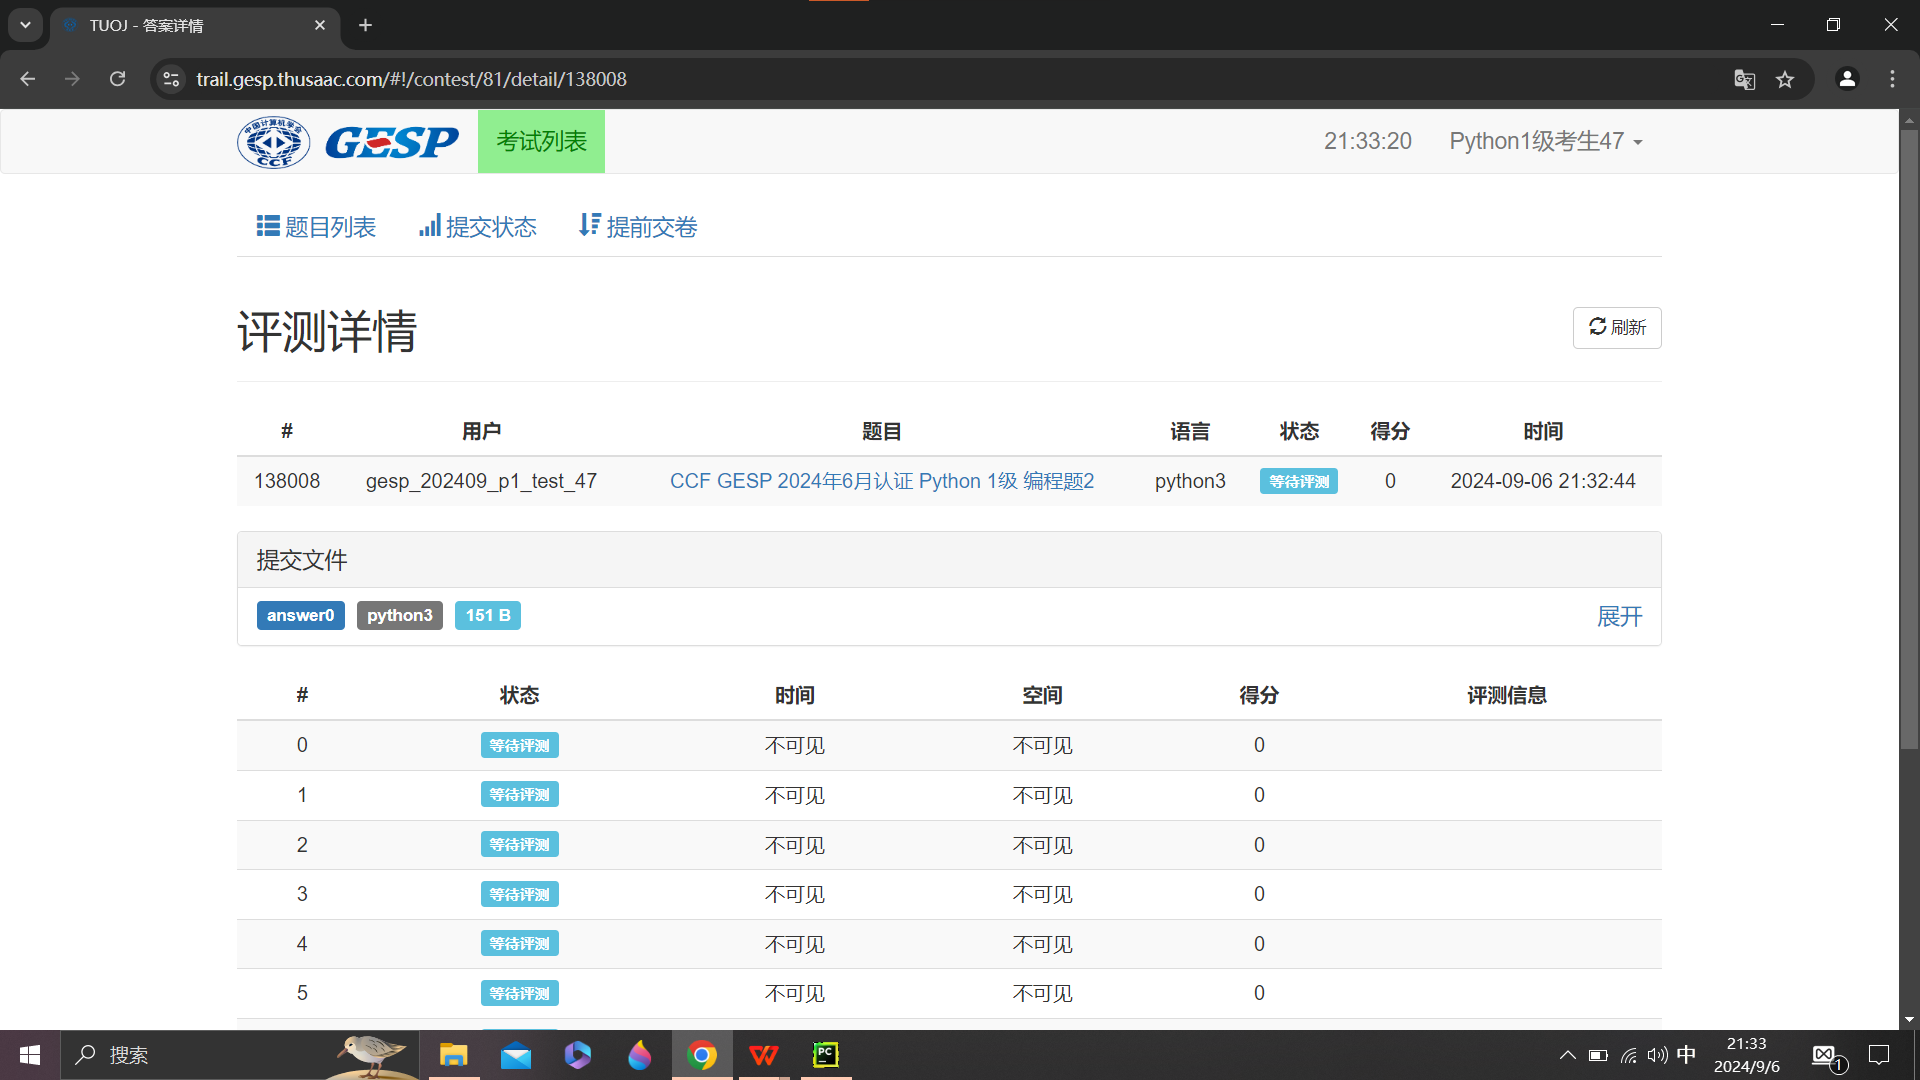 TUOJ - 答案详情
trail.gesp.thusaac.com/#!/contest/81/detail/138008
中国计算机学会
CCF
GESP
考试列表
21:33:20
Python1级考生47
题目列表
提交状态
提前交卷
评测详情
刷新
# 用户 题目 语言 状态 得分 时间
138008 gesp_202409_p1_test_47 CCF GESP 2024年6月认证 Python 1级 编程题2 python3 等待评测 0 2024-09-06 21:32:44
提交文件
answer0 python3 151 B 展开
# 状态 时间 空间 得分 评测信息
0 等待评测 不可见 不可见 0
1 等待评测 不可见 不可见 0
2 等待评测 不可见 不可见 0
3 等待评测 不可见 不可见 0
4 等待评测 不可见 不可见 0
5 等待评测 不可见 不可见 0
搜索
PC
中
21:33
2024/9/6
1